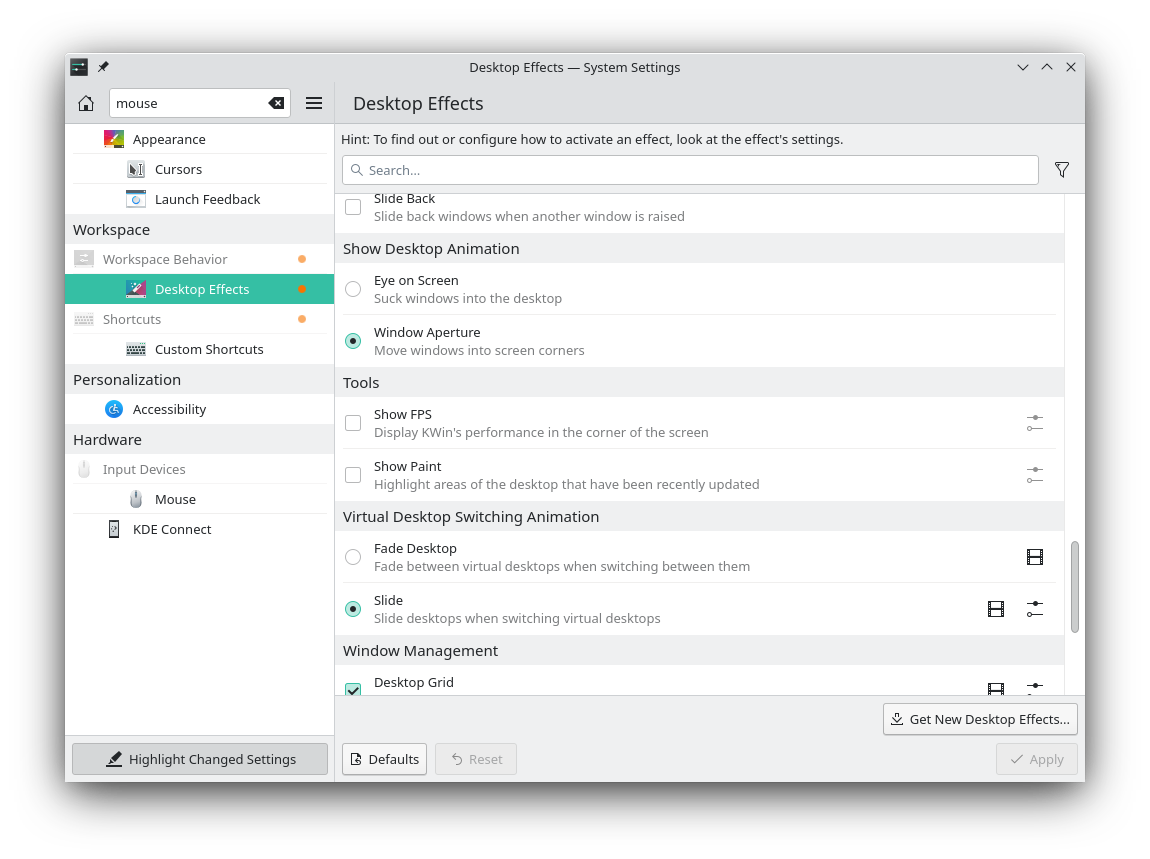 Desktop Effects — System Settings
mouse
Desktop Effects
Appearance
Cursors
Launch Feedback
Workspace
Workspace Behavior
Desktop Effects
Shortcuts
Custom Shortcuts
Personalization
Accessibility
Hardware
Input Devices
Mouse
KDE Connect
Highlight Changed Settings
Hint: To find out or configure how to activate an effect, look at the effect's settings.
Search...
Slide Back
Slide back windows when another window is raised
Show Desktop Animation
Eye on Screen
Suck windows into the desktop
Window Aperture
Move windows into screen corners
Tools
Show FPS
Display KWin's performance in the corner of the screen
Show Paint
Highlight areas of the desktop that have been recently updated
Virtual Desktop Switching Animation
Fade Desktop
Fade between virtual desktops when switching between them
Slide
Slide desktops when switching virtual desktops
Window Management
Desktop Grid
Get New Desktop Effects...
Defaults
Reset
Apply